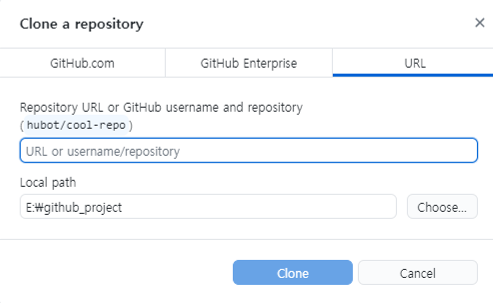 Clone a repository
GitHub.com
GitHub Enterprise
URL
Repository URL or GitHub username and repository
(hubot/cool-repo)
URL or username/repository
Local path
E:₩github_project
Choose...
Clone
Cancel